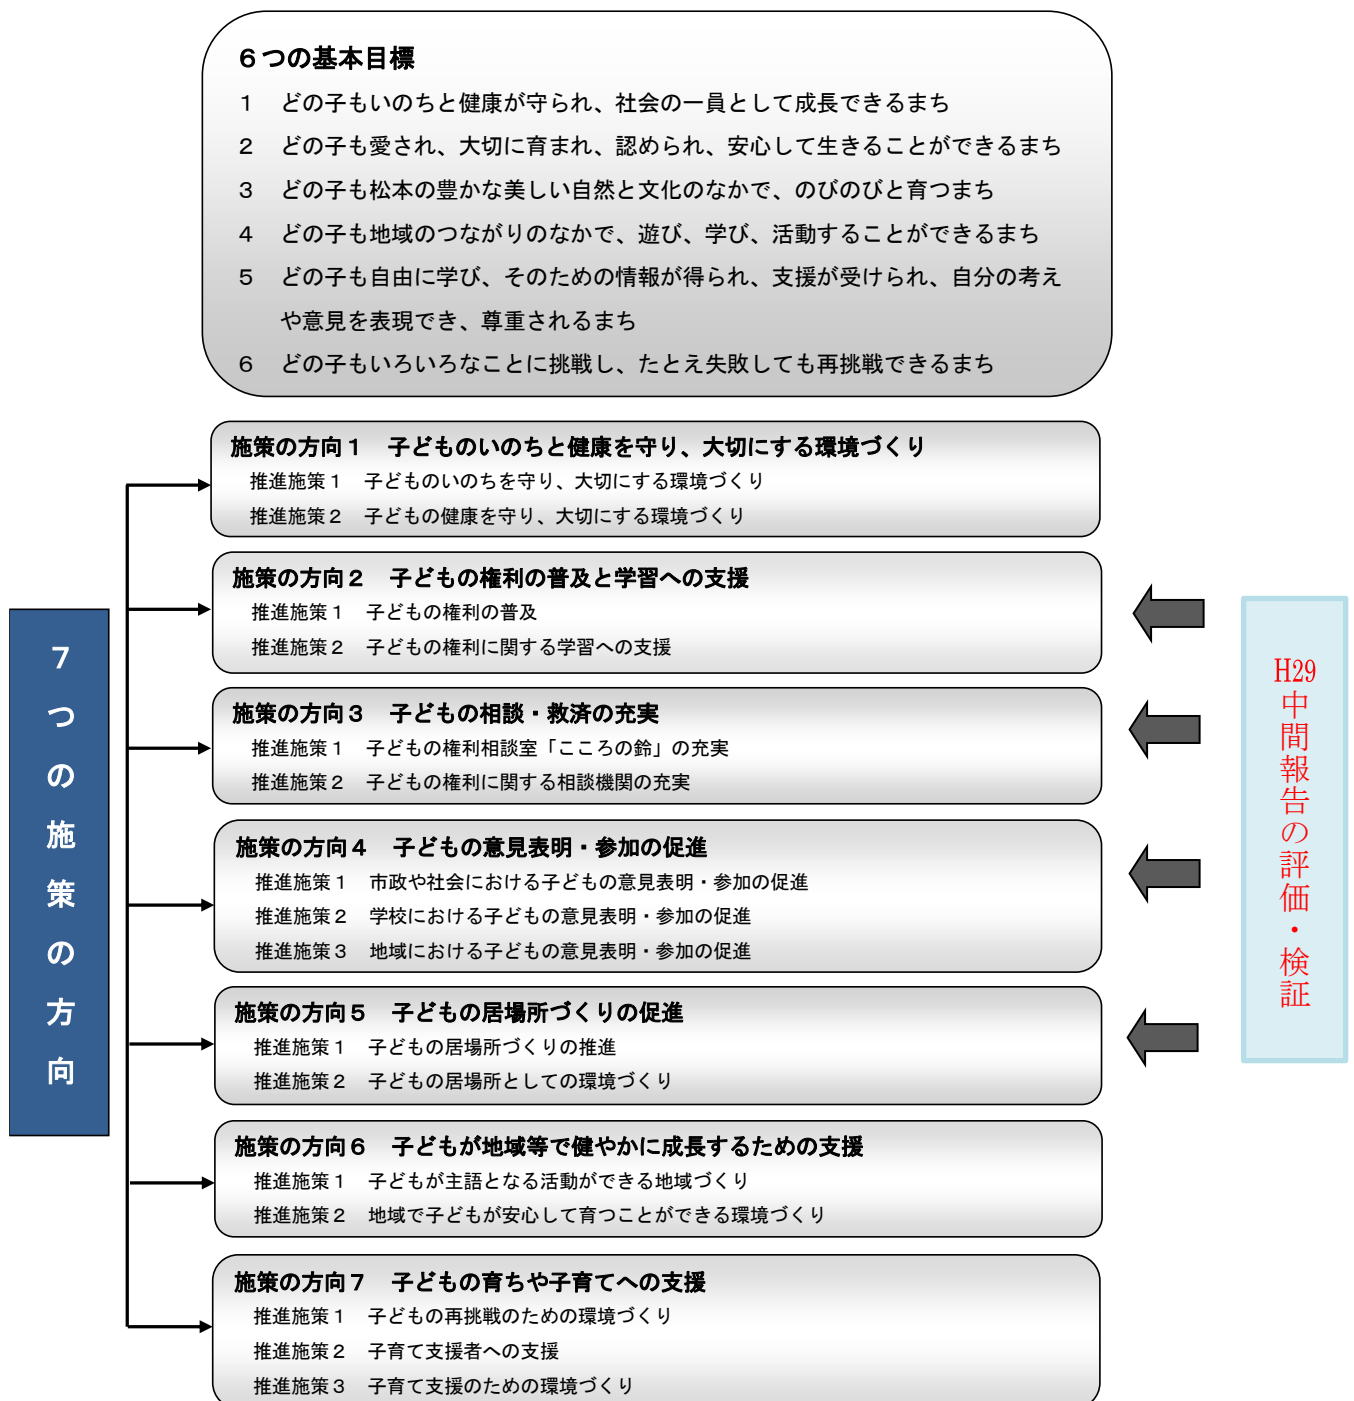 ６つの基本目標
１　どの子もいのちと健康が守られ、社会の一員として成長できるまち
２　どの子も愛され、大切に育まれ、認められ、安心して生きることができるまち
３　どの子も松本の豊かな美しい自然と文化のなかで、のびのびと育つまち
４　どの子も地域のつながりのなかで、遊び、学び、活動することができるまち
５　どの子も自由に学び、そのための情報が得られ、支援が受けられ、自分の考え
や意見を表現でき、尊重されるまち
６　どの子もいろいろなことに挑戦し、たとえ失敗しても再挑戦できるまち
７つの施策の方向
施策の方向１　子どものいのちと健康を守り、大切にする環境づくり
推進施策１　子どものいのちを守り、大切にする環境づくり
推進施策２　子どもの健康を守り、大切にする環境づくり
施策の方向２　子どもの権利の普及と学習への支援
推進施策１　子どもの権利の普及
推進施策２　子どもの権利に関する学習への支援
施策の方向３　子どもの相談・救済の充実
推進施策１　子どもの権利相談室「こころの鈴」の充実
推進施策２　子どもの権利に関する相談機関の充実
施策の方向４　子どもの意見表明・参加の促進
推進施策１　市政や社会における子どもの意見表明・参加の促進
推進施策２　学校における子どもの意見表明・参加の促進
推進施策３　地域における子どもの意見表明・参加の促進
施策の方向５　子どもの居場所づくりの促進
推進施策１　子どもの居場所づくりの推進
推進施策２　子どもの居場所としての環境づくり
施策の方向６　子どもが地域等で健やかに成長するための支援
推進施策１　子どもが主語となる活動ができる地域づくり
推進施策２　地域で子どもが安心して育つことができる環境づくり
施策の方向７　子どもの育ちや子育てへの支援
推進施策１　子どもの再挑戦のための環境づくり
推進施策２　子育て支援者への支援
推進施策３　子育て支援のための環境づくり
H29中間報告の評価・検証